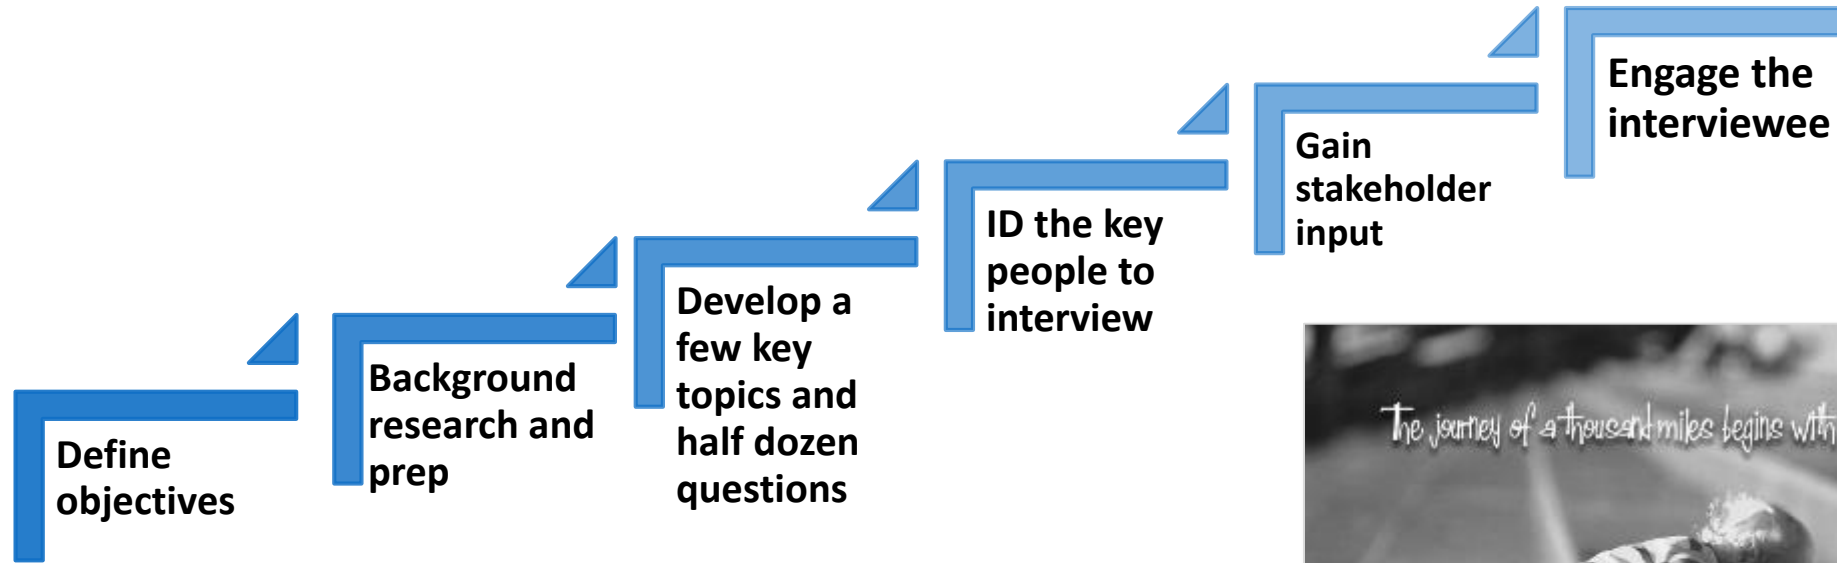 Define
objectives
Background
research and
prep
Develop a
few key
topics and
half dozen
questions
ID the key
people to
interview
Gain
stakeholder
input
Engage the
interviewee
The journey of a thousand miles begins with